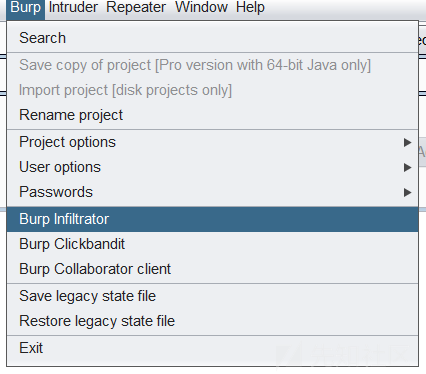 Burp Intruder Repeater Window Help
Search
Save copy of project [Pro version with 64-bit Java only]
Import project [disk projects only]
Rename project
Project options
User options
Passwords
Burp Infiltrator
Burp Clickbandit
Burp Collaborator client
Save legacy state file
Restore legacy state file
Exit